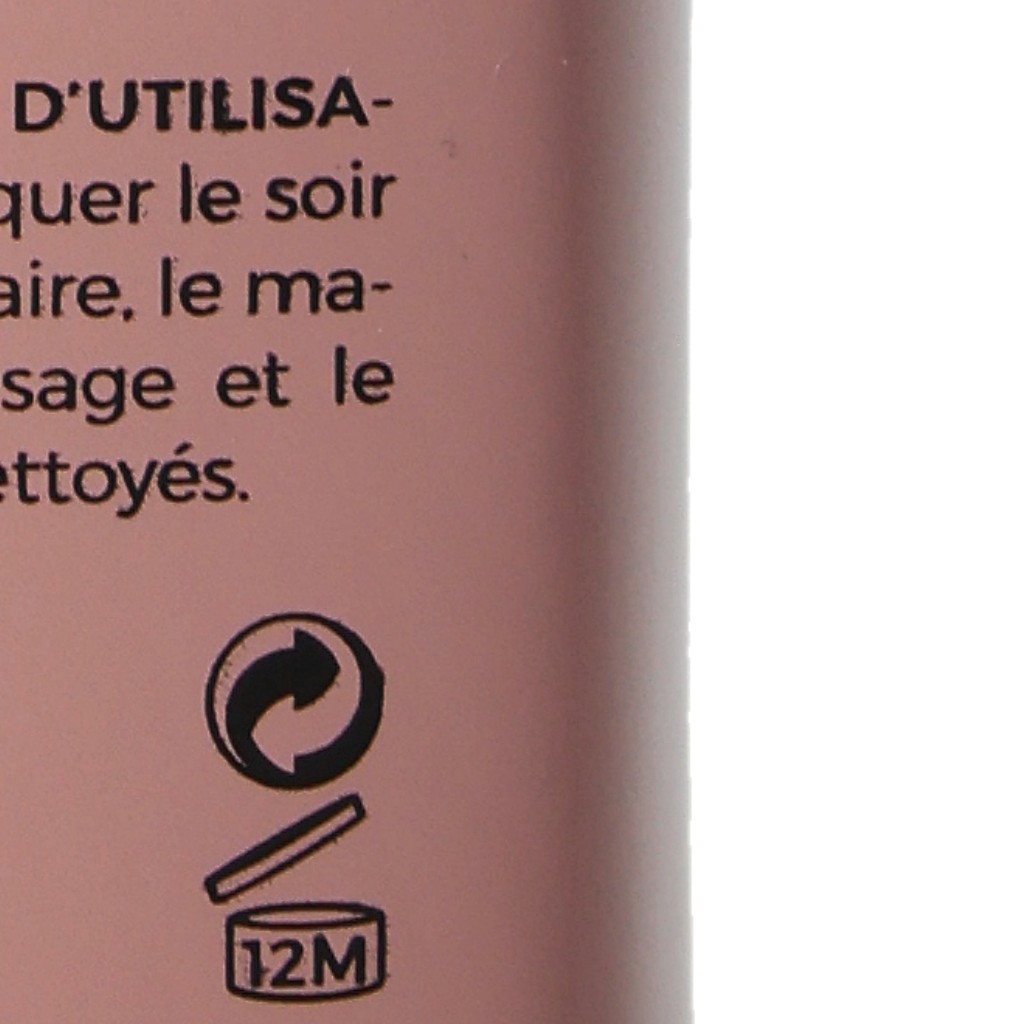 D'UTILISA-
quer le soir
aire, le ma-
sage et le
ettoyés.
12M